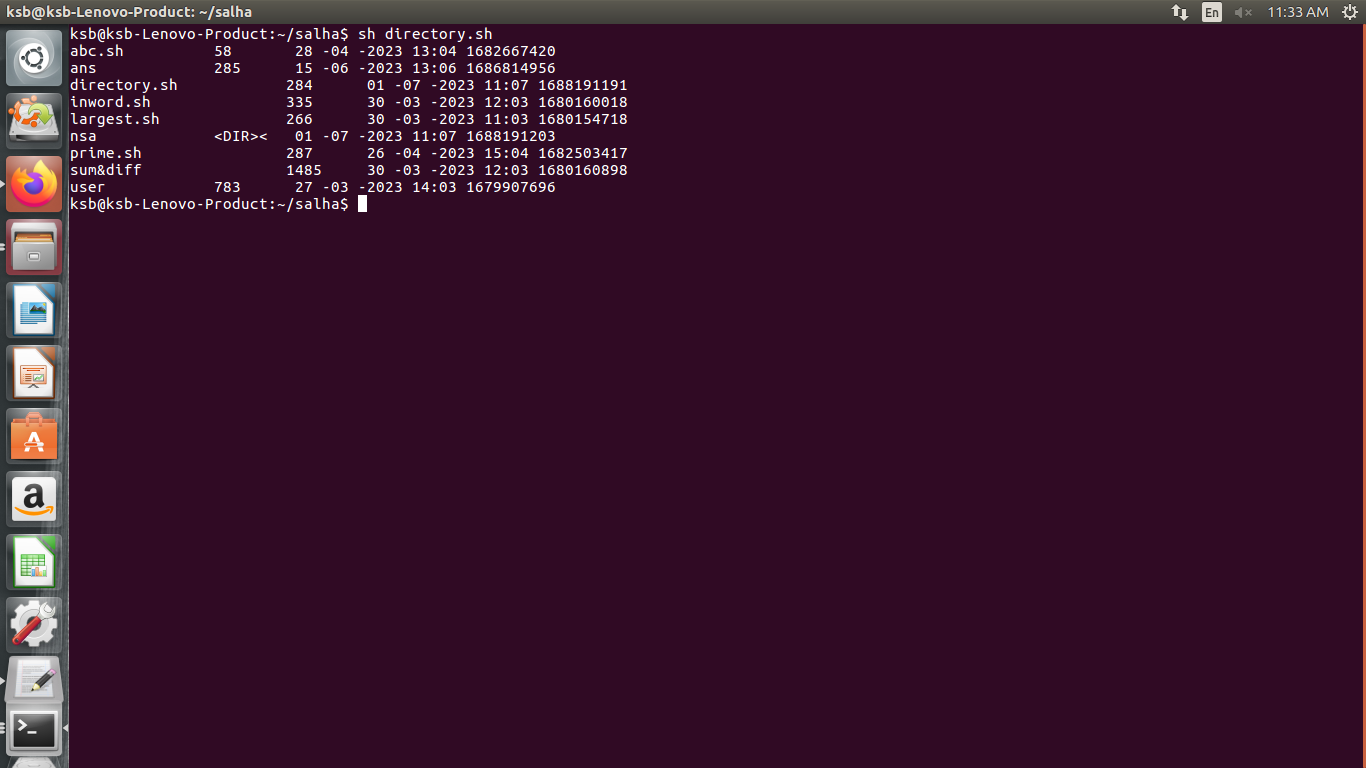 ksb@ksb-Lenovo-Product: ~/salha En 11:33 AM
ksb@ksb-Lenovo-Product:~/salha$ sh directory.sh
abc.sh 58 28 -04 -2023 13:04 1682667420
ans 285 15 -06 -2023 13:06 1686814956
directory.sh 284 01 -07 -2023 11:07 1688191191
inword.sh 335 30 -03 -2023 12:03 1680160018
largest.sh 266 30 -03 -2023 11:03 1680154718
nsa <DIR>< 01 -07 -2023 11:07 1688191203
prime.sh 287 26 -04 -2023 15:04 1682503417
sum&diff 1485 30 -03 -2023 12:03 1680160898
user 783 27 -03 -2023 14:03 1679907696
ksb@ksb-Lenovo-Product:~/salha$